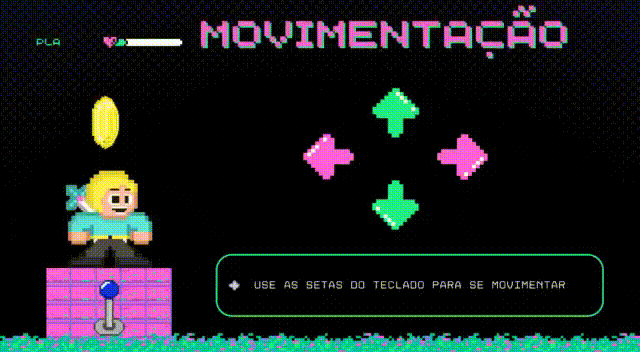 MOVIMENTAÇÃO
PLA
USE AS SETAS DO TECLADO PARA SE MOVIMENTAR